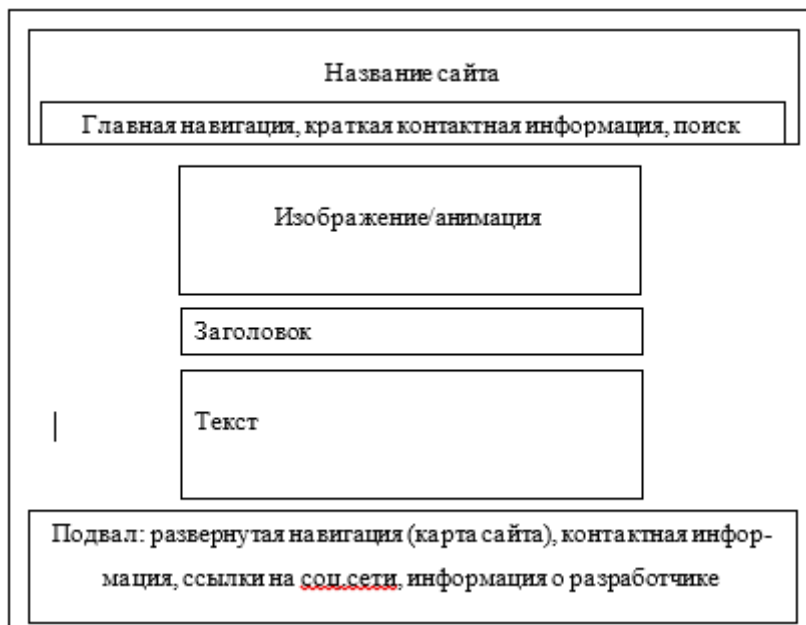 Название сайта
Главная навигация, краткая контактная информация, поиск
Изображение/анимация
Заголовок
Текст
Подвал: развернутая навигация (карта сайта), контактная инфор-
мация, ссылки на соц.сети, информация о разработчике